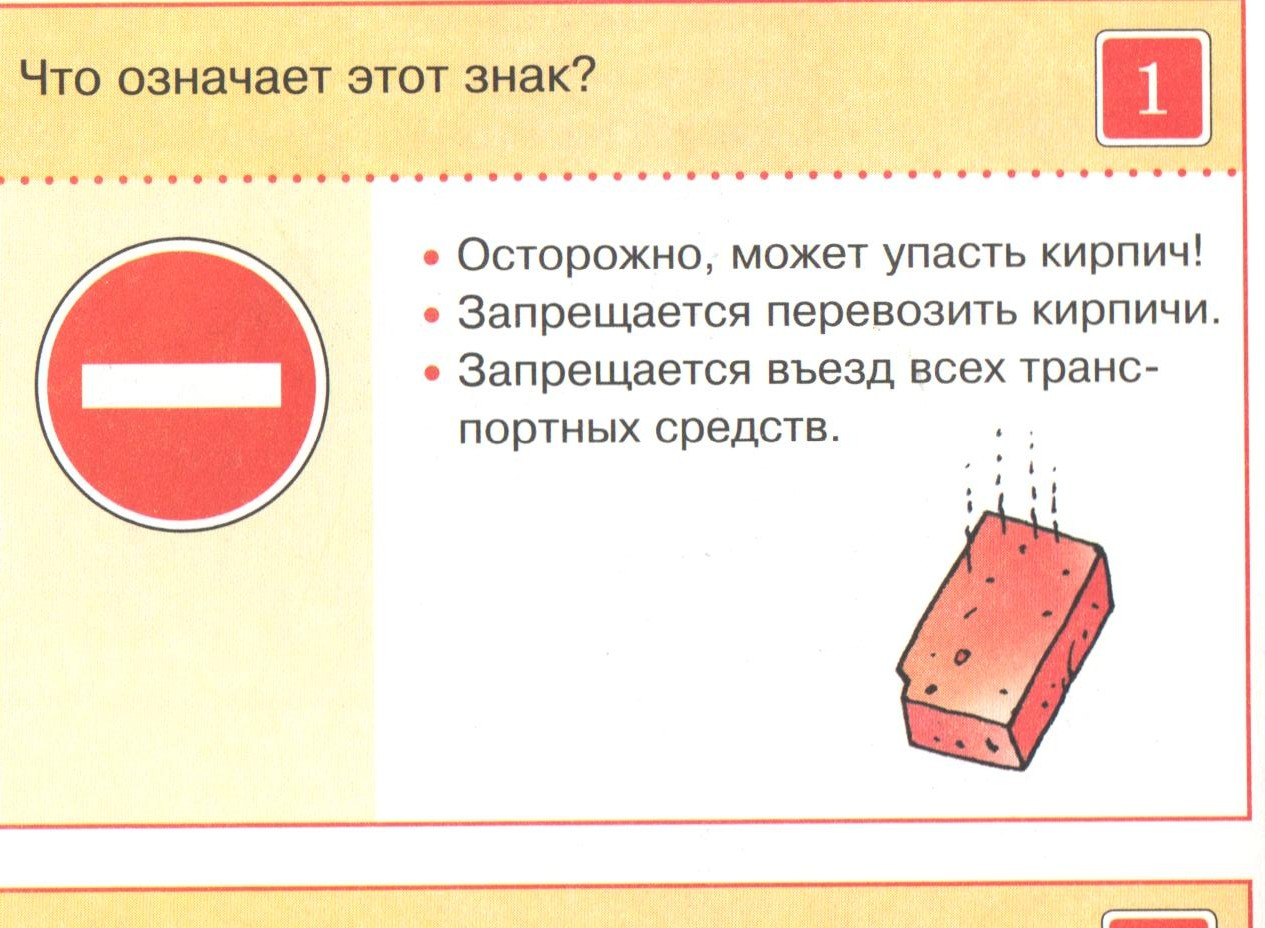 Что означает этот знак?
1
• Осторожно, может упасть кирпич!
• Запрещается перевозить кирпичи.
• Запрещается въезд всех транс-
портных средств.